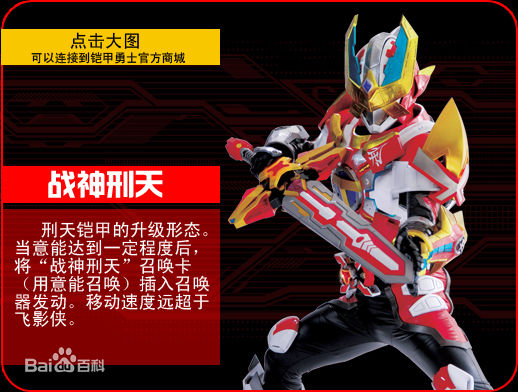 点击大图
可以连接到铠甲勇士官方商城
战神刑天
刑天铠甲的升级形态。
当意能达到一定程度后，
将“战神刑天”召唤卡
（用意能召唤）插入召唤
器发动。移动速度远超于
飞影侠。
Bai百科